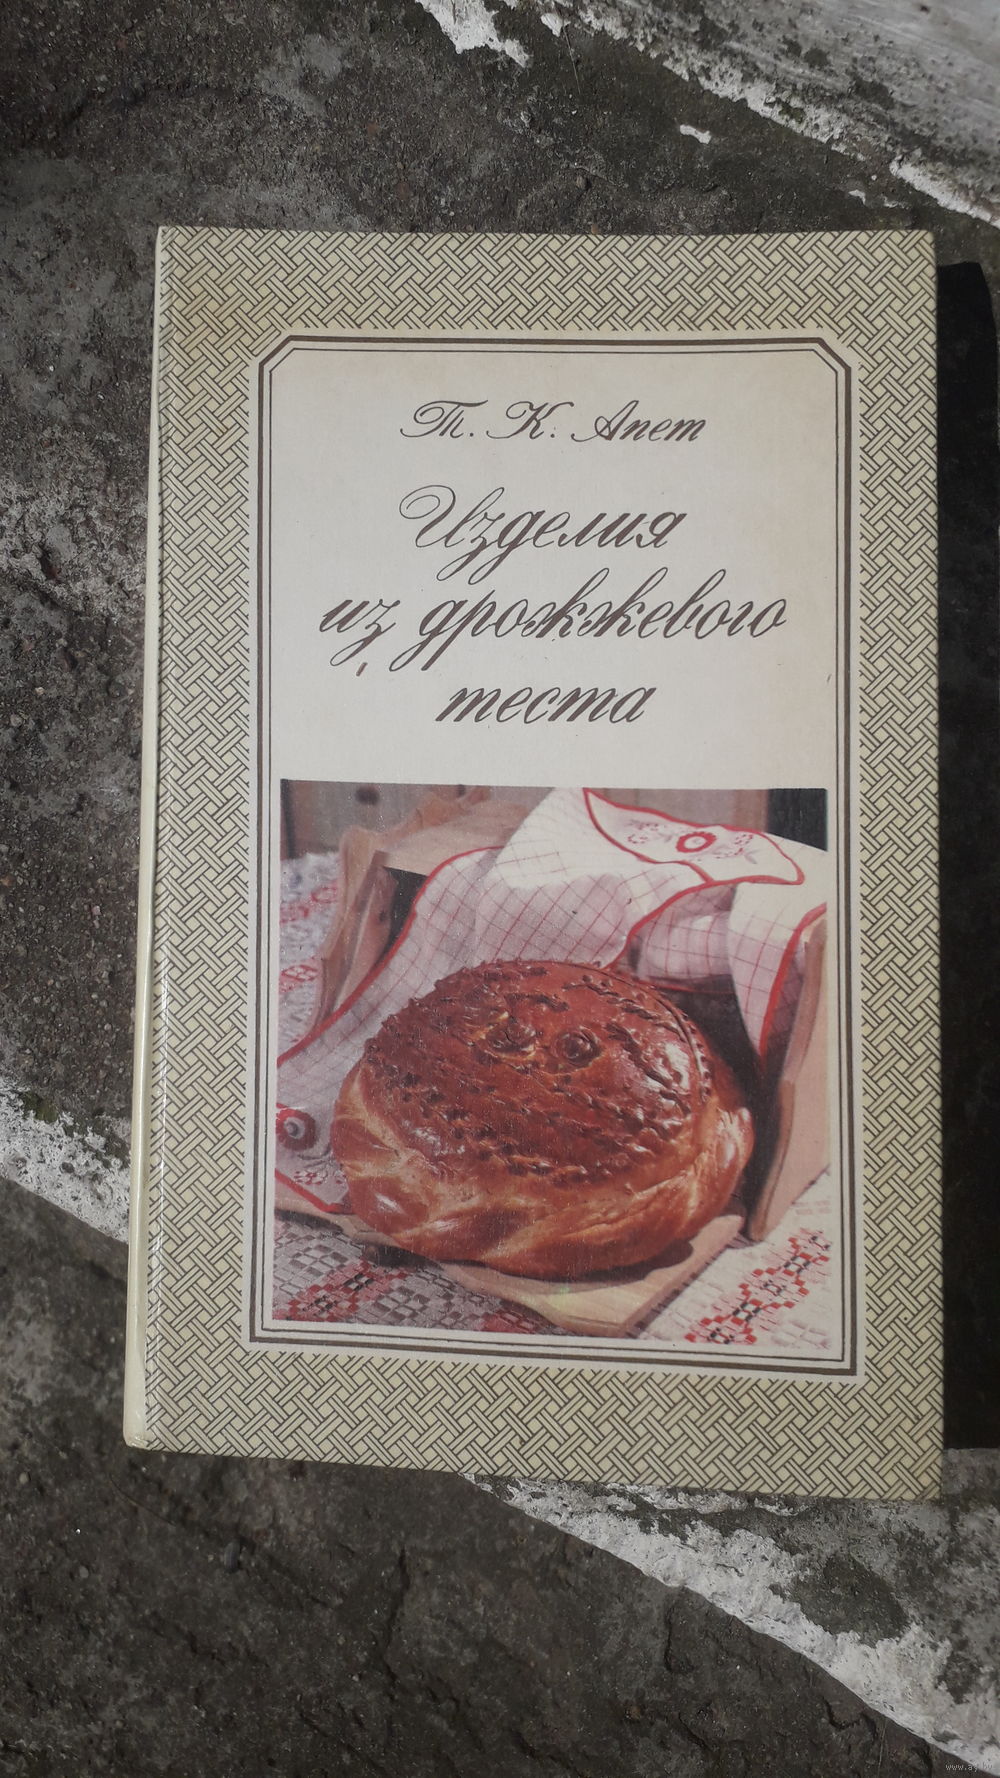 Т. К. Апет
Изделия
из дрожжевого
теста